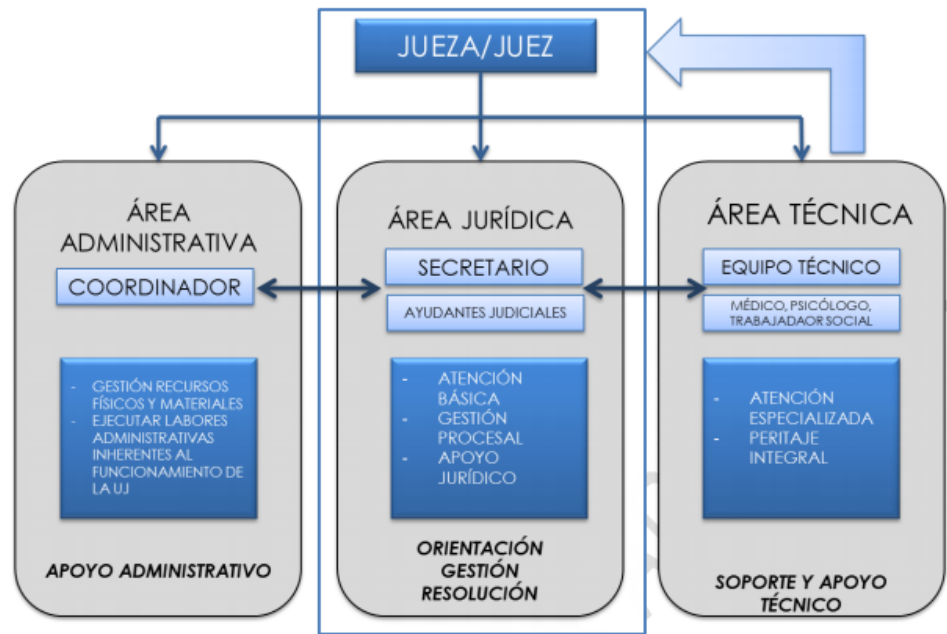 JUEZA/JUEZ
ÁREA
ADMINISTRATIVA
COORDINADOR
- GESTIÓN RECURSOS
FÍSICOS Y MATERIALES
- EJECUTAR LABORES
ADMINISTRATIVAS
INHERENTES AL
FUNCIONAMIENTO DE
LA UJ
APOYO ADMINISTRATIVO
ÁREA JURÍDICA
SECRETARIO
AYUDANTES JUDICIALES
- ATENCIÓN
BÁSICA
- GESTIÓN
PROCESAL
- APOYO
JURÍDICO
ORIENTACIÓN
GESTIÓN
RESOLUCIÓN
ÁREA TÉCNICA
EQUIPO TÉCNICO
MÉDICO, PSICÓLOGO,
TRABAJADAOR SOCIAL
- ATENCIÓN
ESPECIALIZADA
- PERITAJE
INTEGRAL
SOPORTE Y APOYO
TÉCNICO